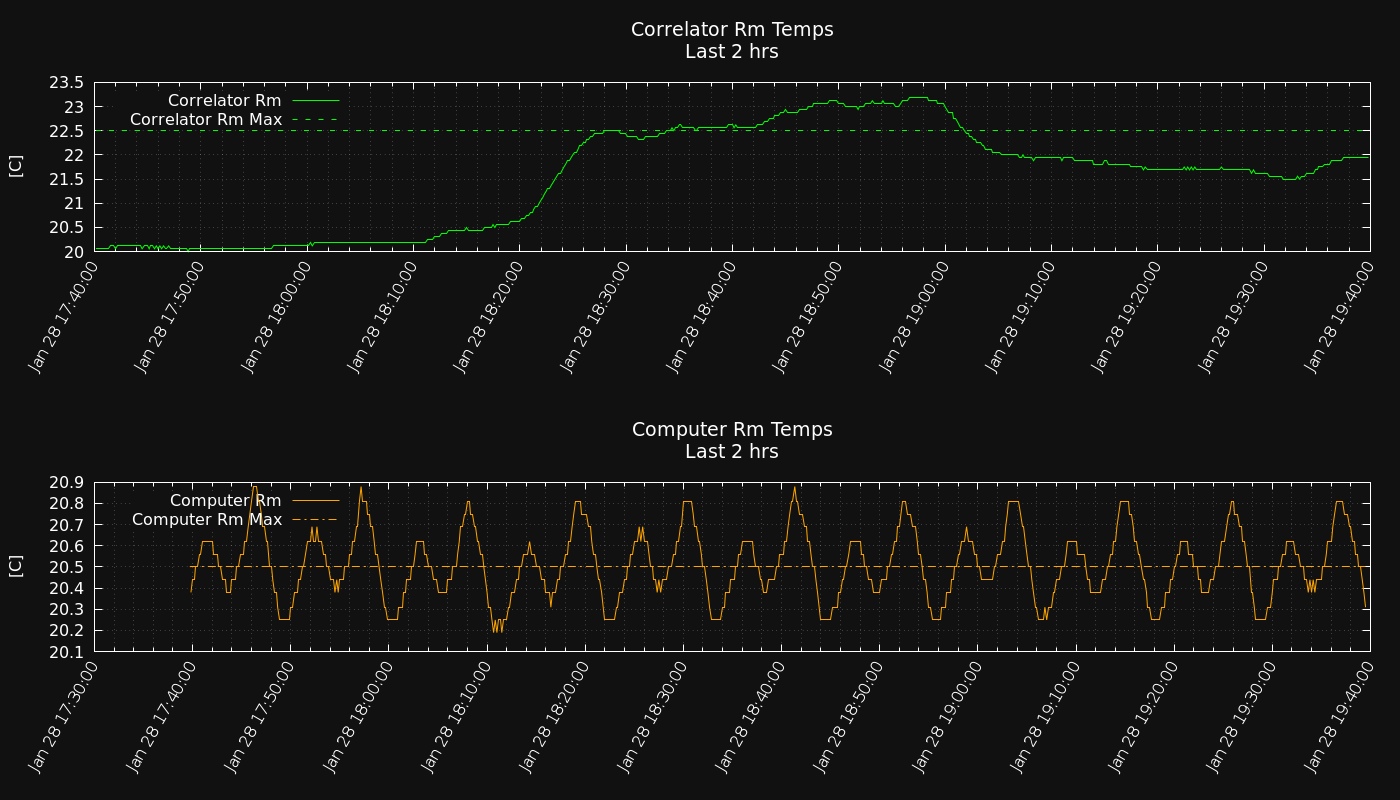 Correlator Rm Temps
Last 2 hrs
23.5
23
22.5
22
21.5
21
20.5
20
[C]
Correlator Rm
Correlator Rm Max
Jan 28 17:40:00
Jan 28 17:50:00
Jan 28 18:00:00
Jan 28 18:10:00
Jan 28 18:20:00
Jan 28 18:30:00
Jan 28 18:40:00
Jan 28 18:50:00
Jan 28 19:00:00
Jan 28 19:10:00
Jan 28 19:20:00
Jan 28 19:30:00
Jan 28 19:40:00
Computer Rm Temps
Last 2 hrs
20.9
20.8
20.7
20.6
20.5
20.4
20.3
20.2
20.1
[C]
Computer Rm
Computer Rm Max
Jan 28 17:30:00
Jan 28 17:40:00
Jan 28 17:50:00
Jan 28 18:00:00
Jan 28 18:10:00
Jan 28 18:20:00
Jan 28 18:30:00
Jan 28 18:40:00
Jan 28 18:50:00
Jan 28 19:00:00
Jan 28 19:10:00
Jan 28 19:20:00
Jan 28 19:30:00
Jan 28 19:40:00